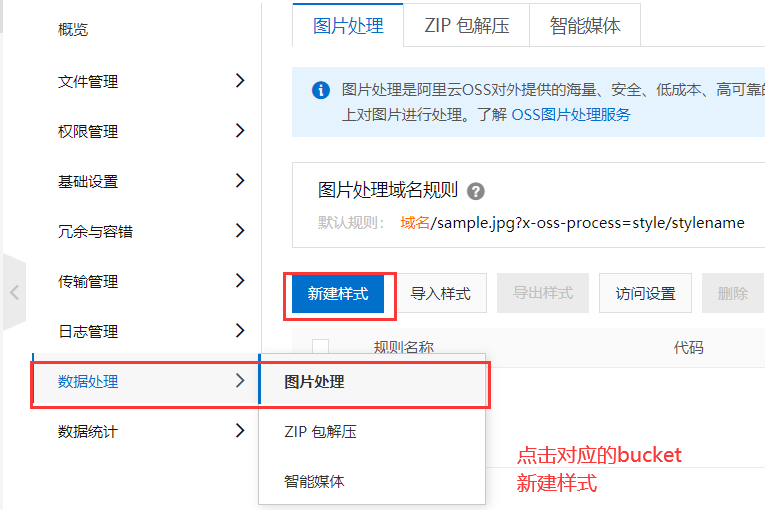 概览
文件管理
权限管理
基础设置
冗余与容错
传输管理
日志管理
数据处理
数据统计
图片处理
ZIP 包解压
智能媒体
图片处理 ZIP 包解压 智能媒体
图片处理是阿里云OSS对外提供的海量、安全、低成本、高可靠的
上对图片进行处理。了解 OSS图片处理服务
图片处理域名规则
默认规则： 域名/sample.jpg?x-oss-process=style/stylename
新建样式 导入样式 导出样式 访问设置 删除
规则名称 代码
点击对应的bucket
新建样式